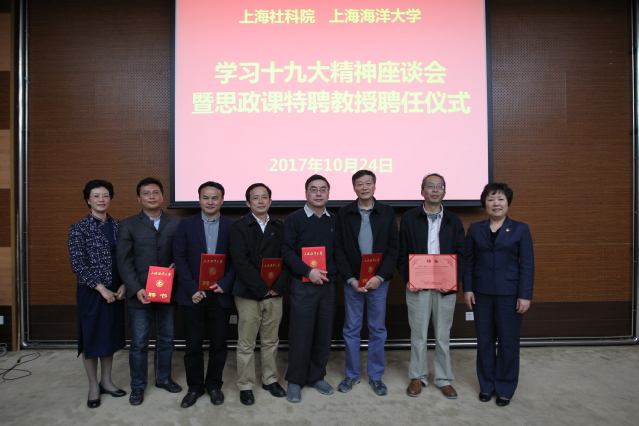 上海社科院 上海海洋大学
学习十九大精神座谈会
暨思政课特聘教授聘任仪式
2017年10月24日
聘书